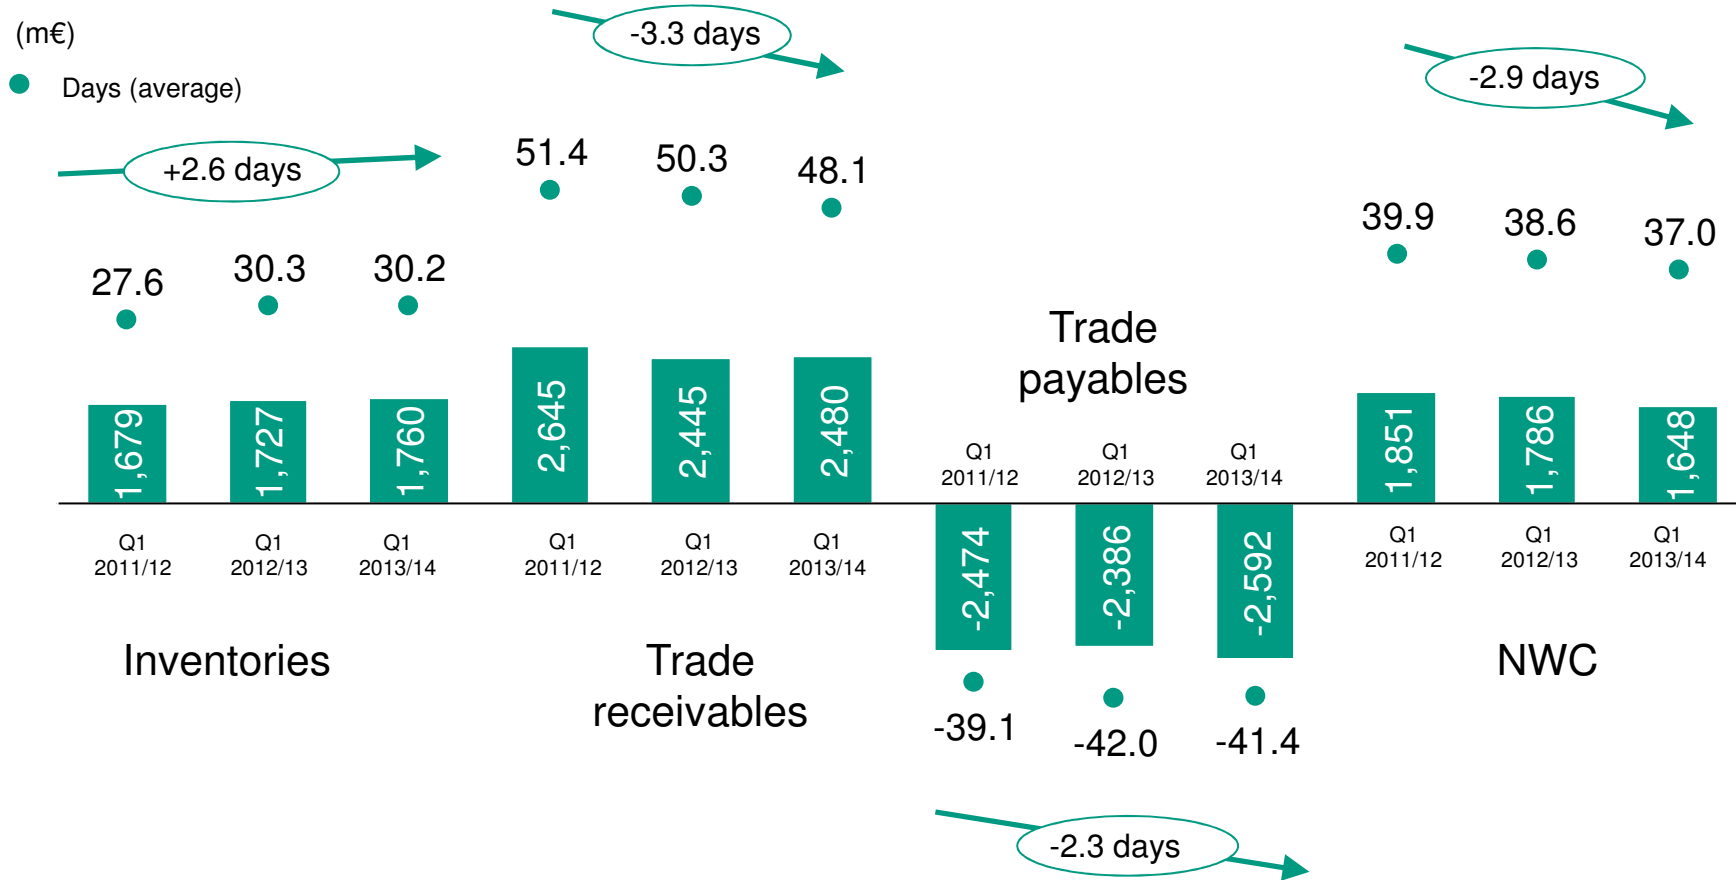 (m€)
Days (average)
+2.6 days
27.6
30.3
30.2
1,679
1,727
1,760
Q1
2011/12
Q1
2012/13
Q1
2013/14
Inventories
-3.3 days
51.4
50.3
48.1
2,645
2,445
2,480
Q1
2011/12
Q1
2012/13
Q1
2013/14
Trade
receivables
Trade
payables
Q1
2011/12
Q1
2012/13
Q1
2013/14
-2,474
-2,386
-2,592
-39.1
-42.0
-41.4
-2.3 days
-2.9 days
39.9
38.6
37.0
1,851
1,786
1,648
Q1
2011/12
Q1
2012/13
Q1
2013/14
NWC